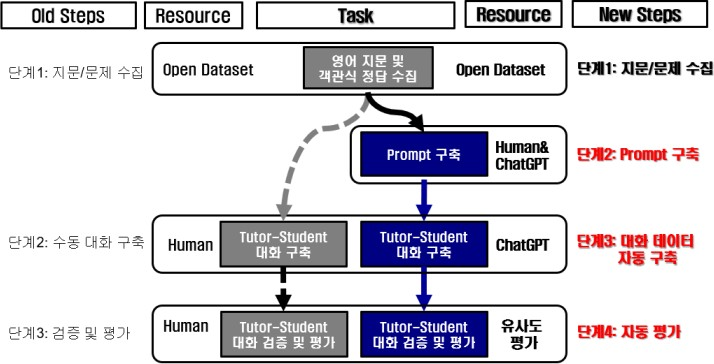 Old Steps Resource Task Resource New Steps
단계1: 지문/문제 수집 Open Dataset 영어 지문 및 Open Dataset 단계1: 지문/문제 수집
객관식 정답 수집
Prompt 구축 Human& 단계2: Prompt 구축
ChatGPT
단계2: 수동 대화 구축 Human Tutor-Student Tutor-Student ChatGPT 단계3: 대화 데이터
대화 구축 대화 구축 자동 구축
단계3: 검증 및 평가 Human Tutor-Student Tutor-Student 유사도 단계4: 자동 평가
대화 검증 및 평가 대화 검증 및 평가 평가